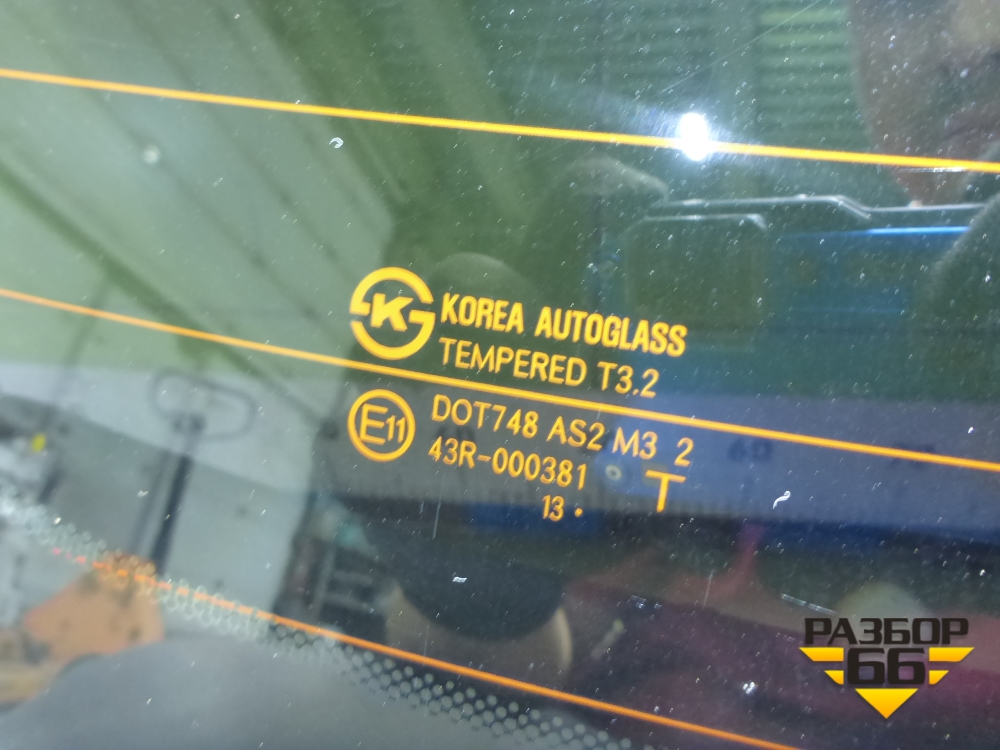 K
KOREA AUTOGLASS
TEMPERED T3.2
E11
DOT748 AS2 M3 2
43R-000381 T
13 •
РАЗБОР
66